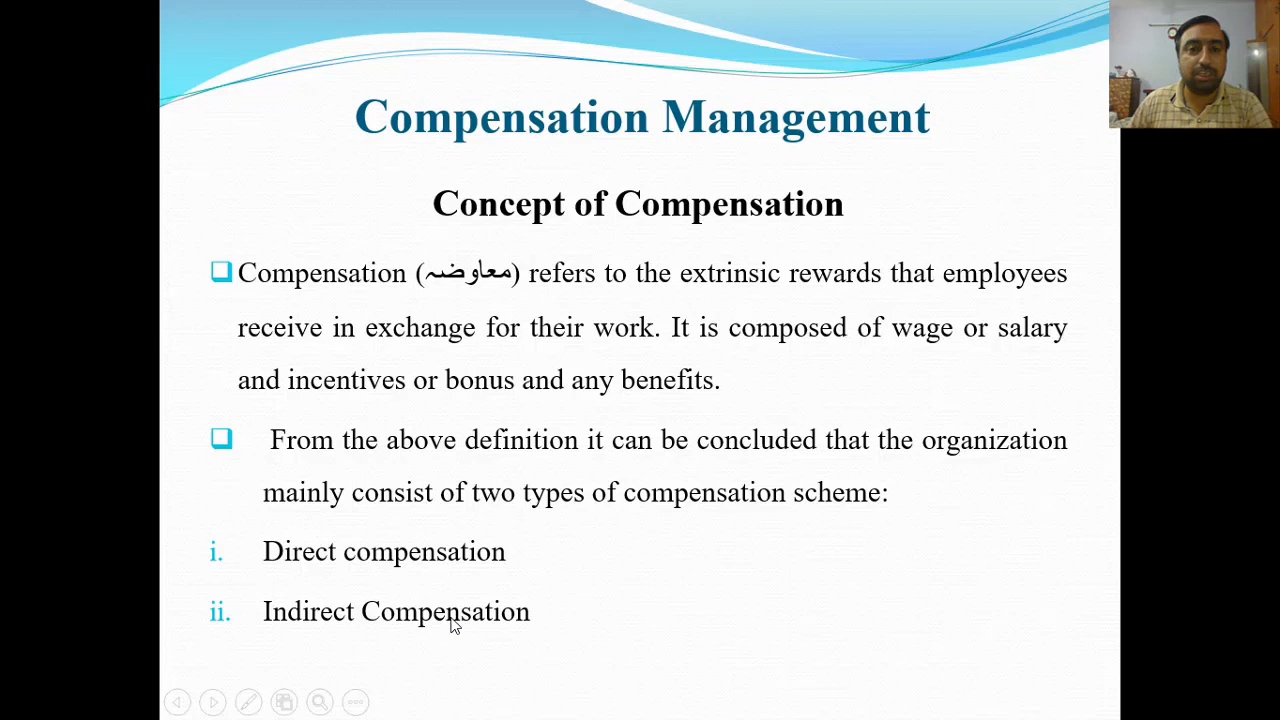 Compensation Management
Concept of Compensation
Compensation (معاوضہ) refers to the extrinsic rewards that employees
receive in exchange for their work. It is composed of wage or salary
and incentives or bonus and any benefits.
From the above definition it can be concluded that the organization
mainly consist of two types of compensation scheme:
i. Direct compensation
ii. Indirect Compensation